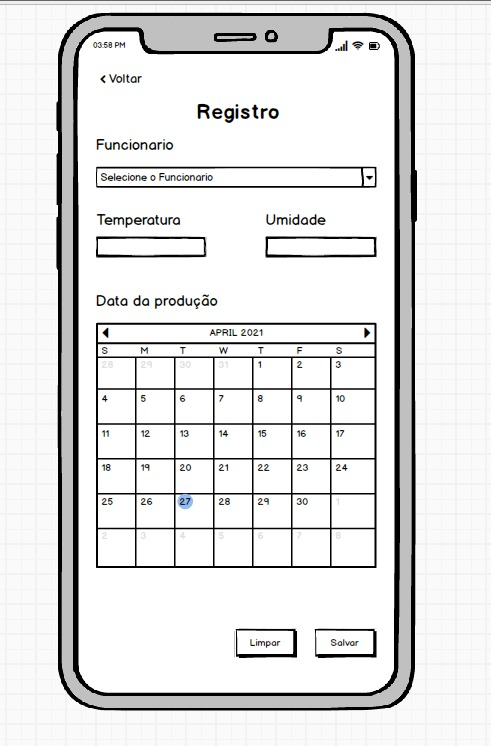 03:58 PM
Voltar
Registro
Funcionario
Selecione o Funcionario
Temperatura Umidade
Data da produção
APRIL 2021
S M T W T F S
28 29 30 31 1 2 3
4 5 6 7 8 9 10
11 12 13 14 15 16 17
18 19 20 21 22 23 24
25 26 27 28 29 30 1
2 3 4 5 6 7 8
Limpar Salvar